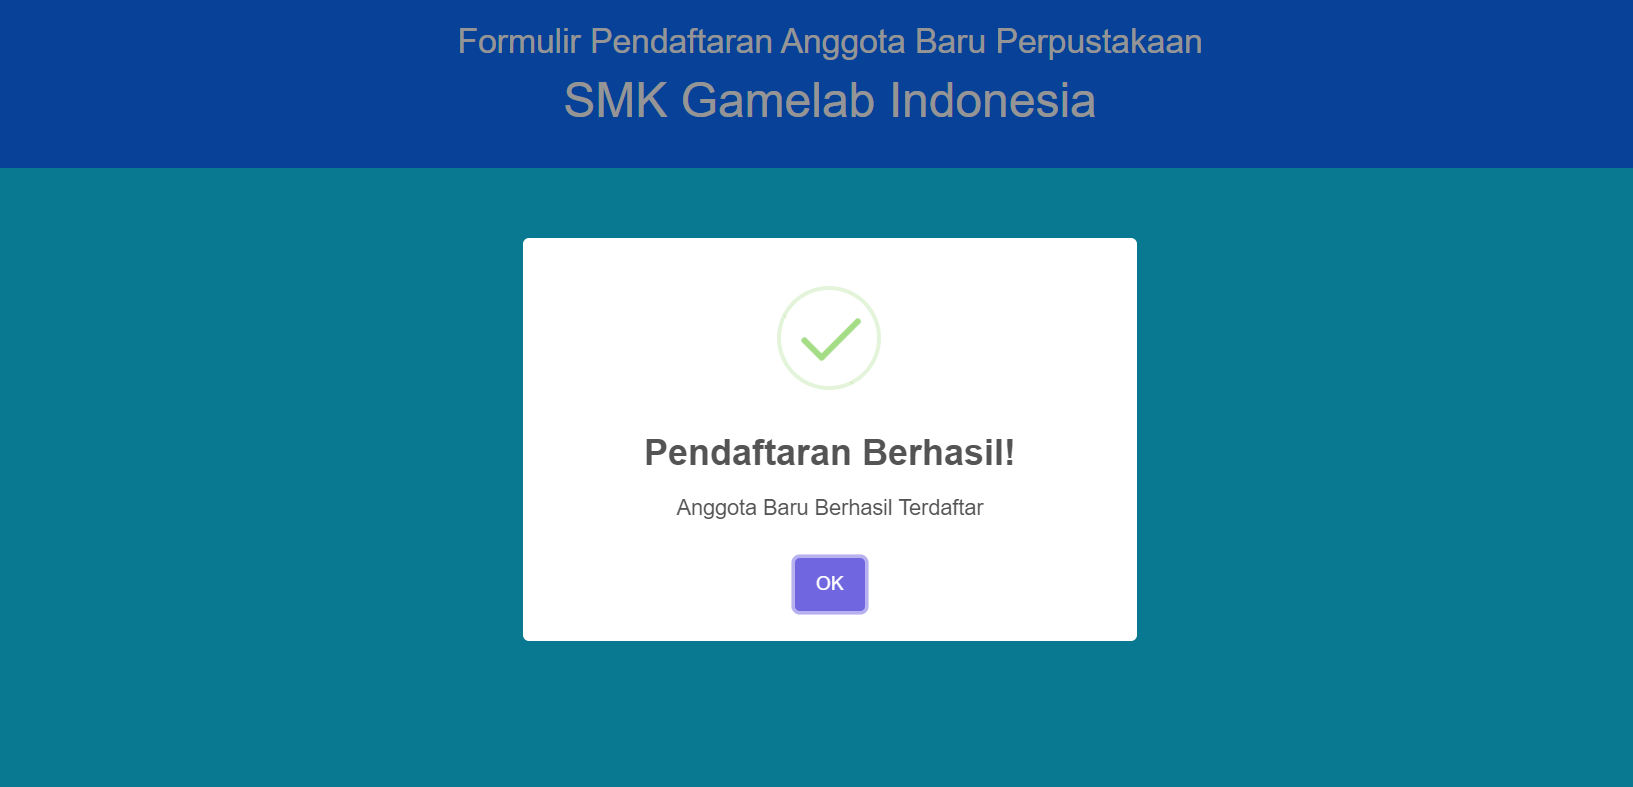 Formulir Pendaftaran Anggota Baru Perpustakaan
SMK Gamelab Indonesia
Pendaftaran Berhasil!
Anggota Baru Berhasil Terdaftar
OK